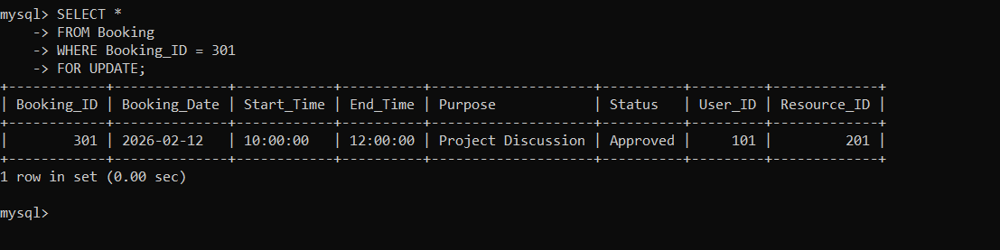 mysql> SELECT *
    -> FROM Booking
    -> WHERE Booking_ID = 301
    -> FOR UPDATE;
+------------+--------------+------------+----------+--------------------+----------+---------+-------------+
| Booking_ID | Booking_Date | Start_Time | End_Time | Purpose            | Status   | User_ID | Resource_ID |
+------------+--------------+------------+----------+--------------------+----------+---------+-------------+
|        301 | 2026-02-12   | 10:00:00   | 12:00:00 | Project Discussion | Approved |     101 |         201 |
+------------+--------------+------------+----------+--------------------+----------+---------+-------------+
1 row in set (0.00 sec)
mysql>